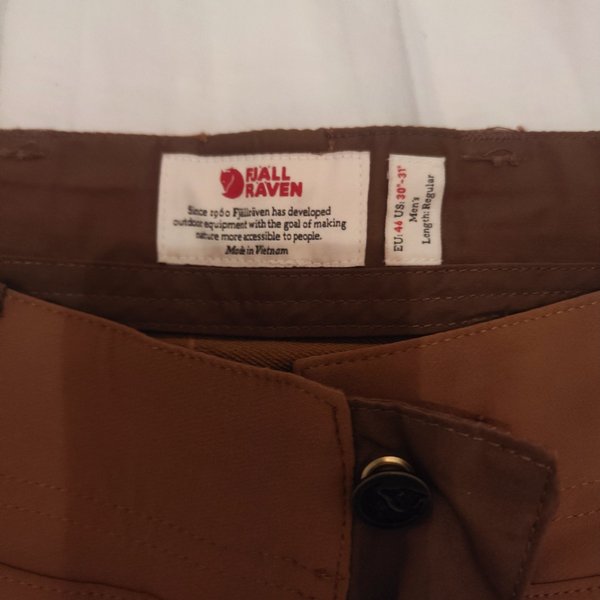 FJÄLL
RÄVEN
Since 1960 Fjällräven has developed
outdoor equipment with the goal of making
nature more accessible to people.
Made in Vietnam
EU: 46 US: 30"-31"
Men's
Length: Regular